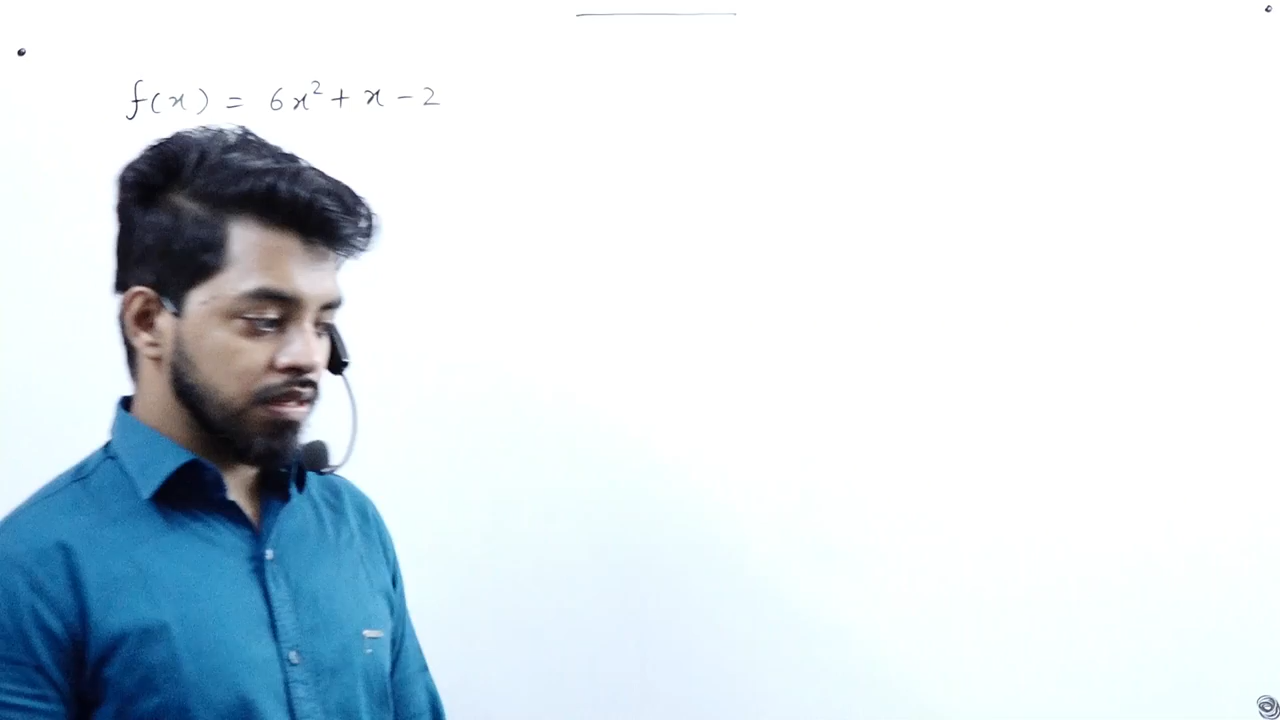 f(x) = 6x² + x - 2